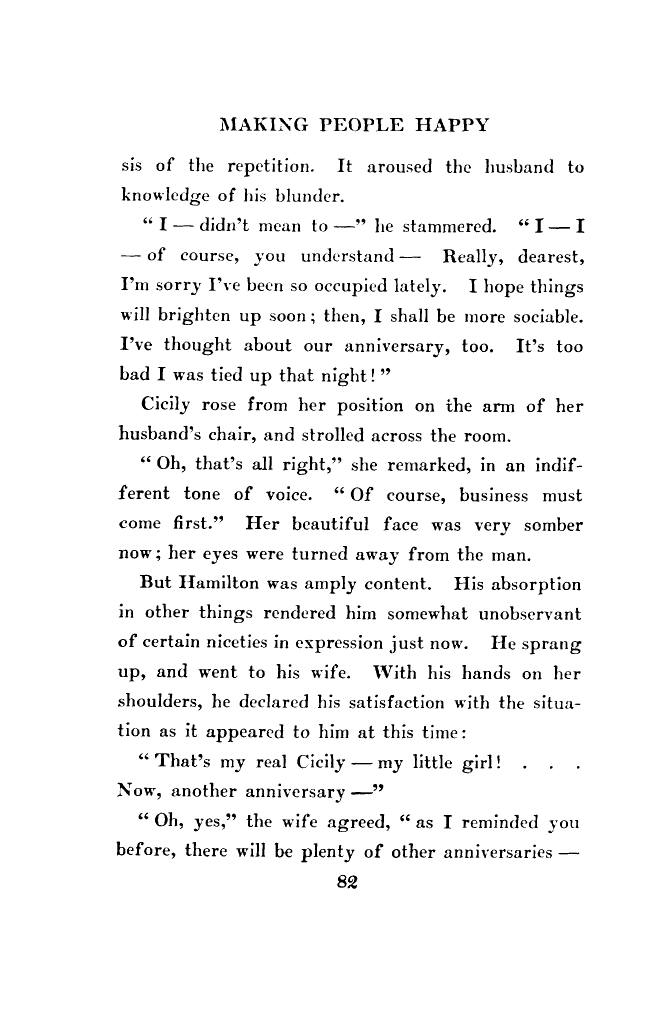 MAKING PEOPLE HAPPY
sis of the repetition. It aroused the husband to
knowledge of his blunder.
“ I — didn’t mean to —” he stammered. “ I — I
— of course, you understand — Really, dearest,
I’m sorry I’ve been so occupied lately. I hope things
will brighten up soon ; then, I shall be more sociable.
I’ve thought about our anniversary, too. It’s too
bad I was tied up that night ! ”
Cicily rose from her position on the arm of her
husband’s chair, and strolled across the room.
“ Oh, that’s all right,” she remarked, in an indif-
ferent tone of voice. “ Of course, business must
come first.” Her beautiful face was very somber
now ; her eyes were turned away from the man.
But Hamilton was amply content. His absorption
in other things rendered him somewhat unobservant
of certain niceties in expression just now. He sprang
up, and went to his wife. With his hands on her
shoulders, he declared his satisfaction with the situa-
tion as it appeared to him at this time :
“ That’s my real Cicily — my little girl ! . . .
Now, another anniversary —”
“ Oh, yes,” the wife agreed, “ as I reminded you
before, there will be plenty of other anniversaries —
82